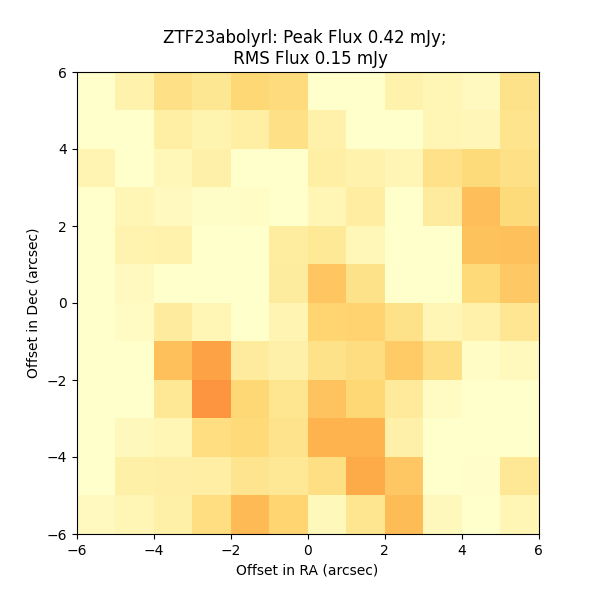 ZTF23abolyrl: Peak Flux 0.42 mJy;
RMS Flux 0.15 mJy
6
4
2
0
−2
−4
−6
Offset in Dec (arcsec)
−6 −4 −2 0 2 4 6
Offset in RA (arcsec)